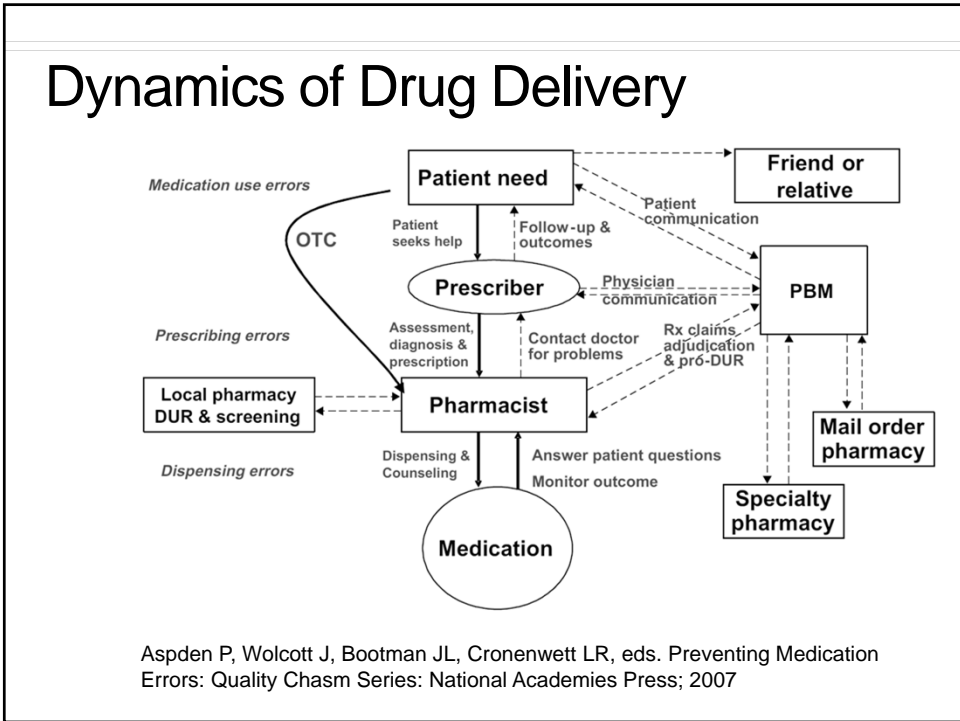 Dynamics of Drug Delivery
Medication use errors
Patient need
Friend or
relative
OTC
Patient
seeks help
Follow-up &
outcomes
Patient
communication
Prescriber
Physician
communication
PBM
Prescribing errors
Assessment,
diagnosis &
prescription
Contact doctor
for problems
Rx claims
adjudication
& pro-DUR
Local pharmacy
DUR & screening
Pharmacist
Mail order
pharmacy
Dispensing errors
Dispensing &
Counseling
Answer patient questions
Monitor outcome
Specialty
pharmacy
Medication
Aspden P, Wolcott J, Bootman JL, Cronenwett LR, eds. Preventing Medication
Errors: Quality Chasm Series: National Academies Press; 2007